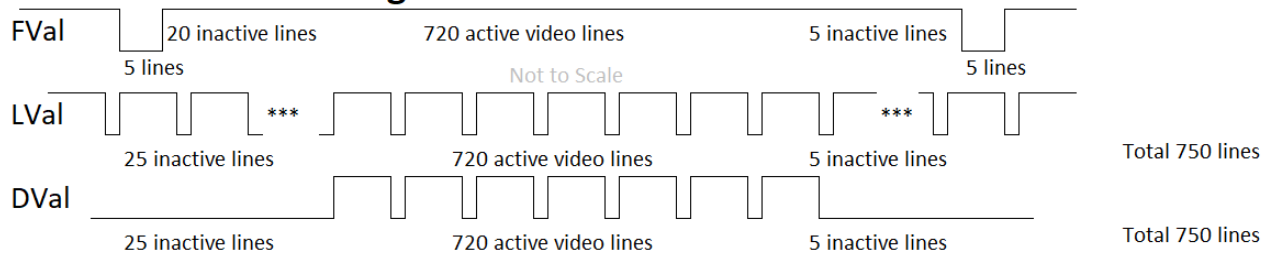 FVal 20 inactive lines 720 active video lines 5 inactive lines
5 lines 5 lines
Not to Scale
LVal *** ***
25 inactive lines 720 active video lines 5 inactive lines Total 750 lines
DVal
25 inactive lines 720 active video lines 5 inactive lines Total 750 lines